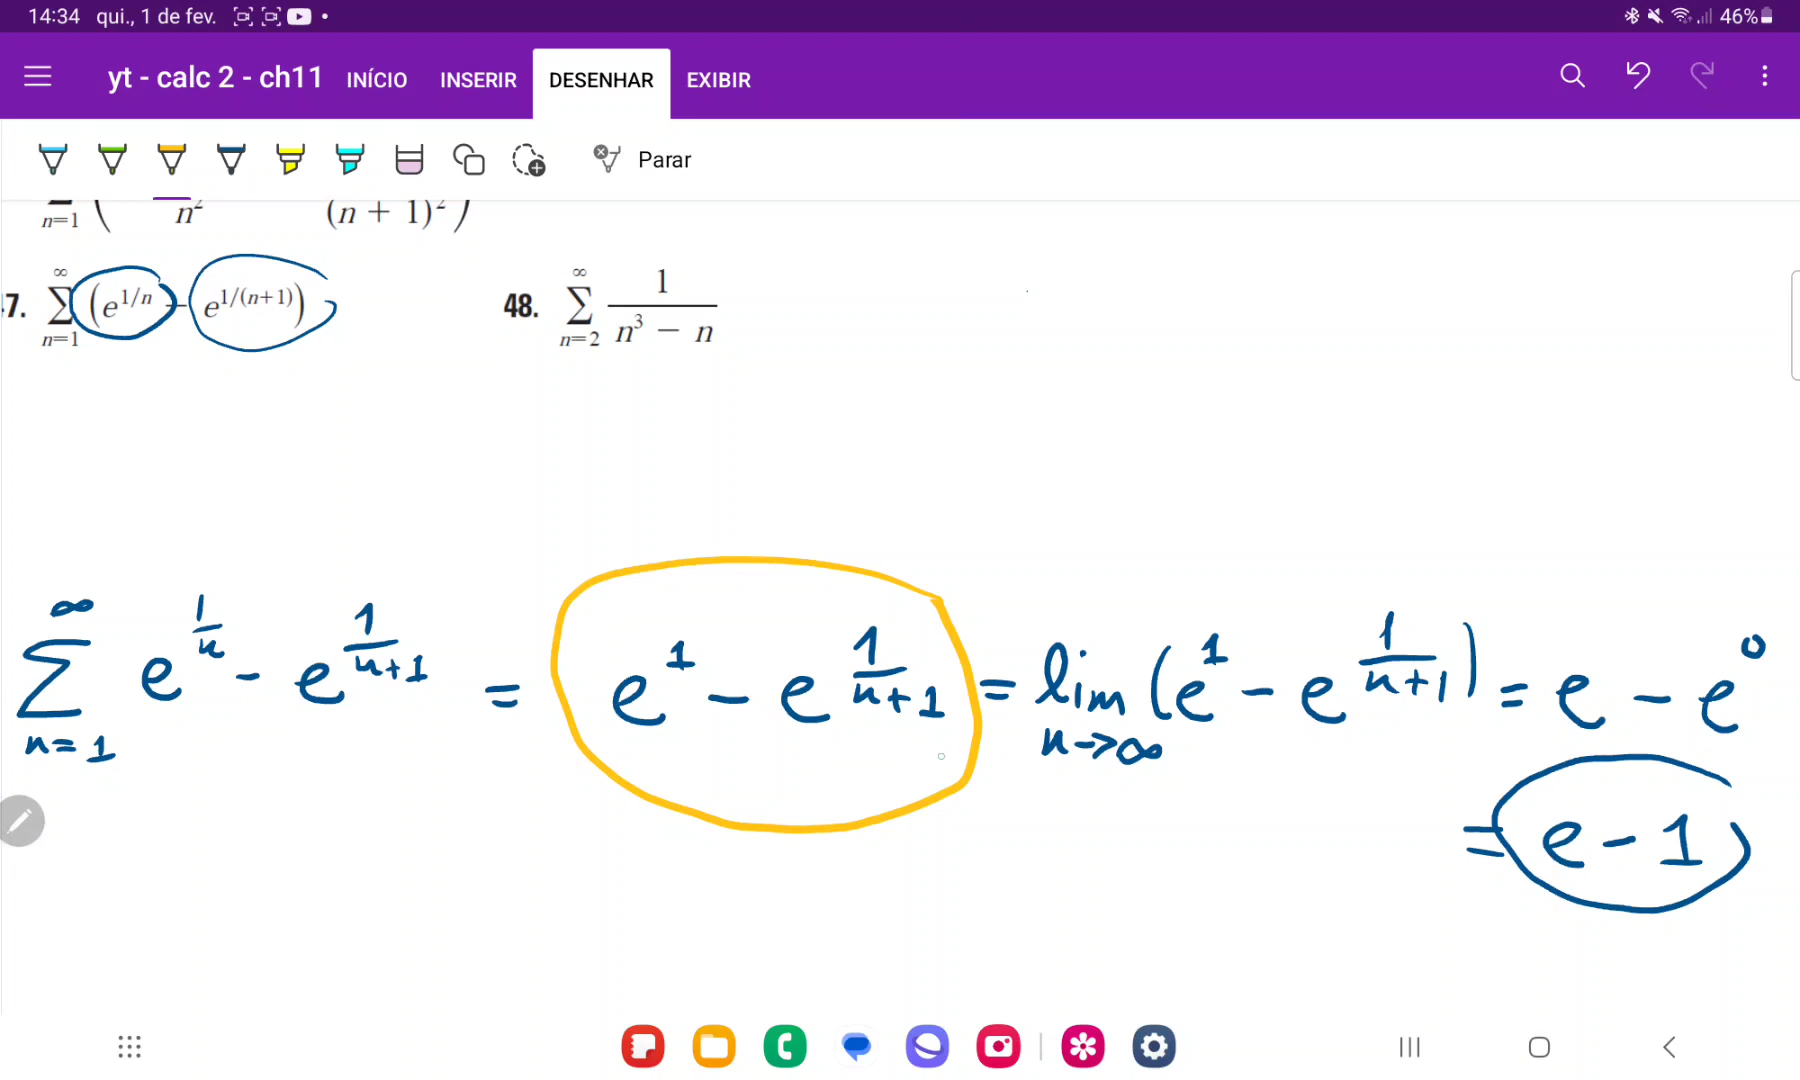 14:34 qui., 1 de fev. 46%
yt - calc 2 - ch11 INÍCIO INSERIR DESENHAR EXIBIR
Parar
n=1 ( n² (n + 1)² )
7. ∞ ∑ n=1 (e^{1/n} - e^{1/(n+1)})
48. ∞ ∑ n=2 1/(n³ − n)
∞ ∑ n=1 e^{1/n} - e^{1/(n+1)} = e^1 - e^{1/(n+1)} = lim n->∞ (e^1 - e^{1/(n+1)}) = e - e^0
= e - 1